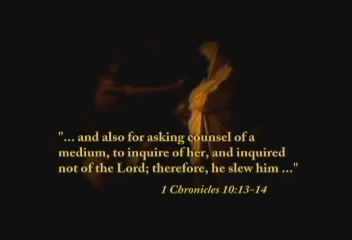 "... and also for asking counsel of a
medium, to inquire of her, and inquired
not of the Lord; therefore, he slew him ..."
1 Chronicles 10:13-14